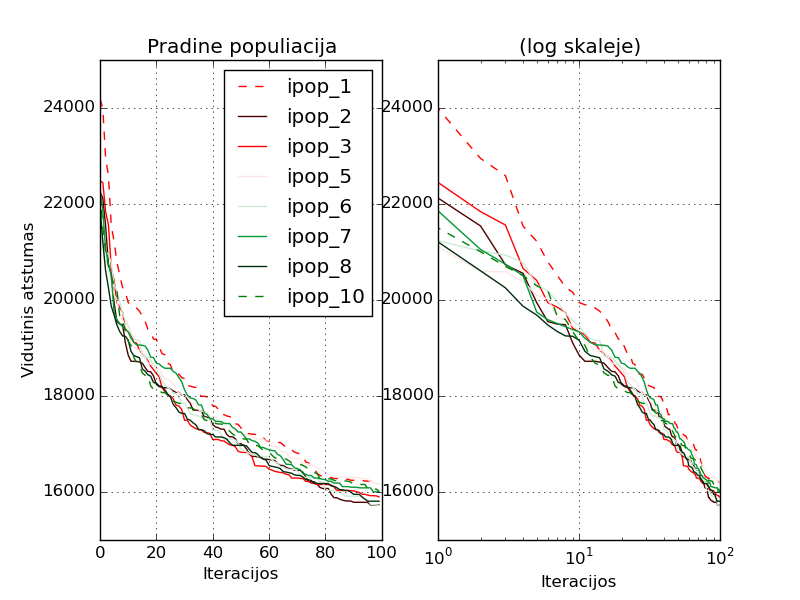 Pradine populiacija
(log skaleje)
24000
22000
20000
18000
16000
Vidutinis atstumas
ipop_1
ipop_2
ipop_3
ipop_5
ipop_6
ipop_7
ipop_8
ipop_10
0 20 40 60 80 100
Iteracijos
24000
22000
20000
18000
16000
10⁰ 10¹ 10²
Iteracijos